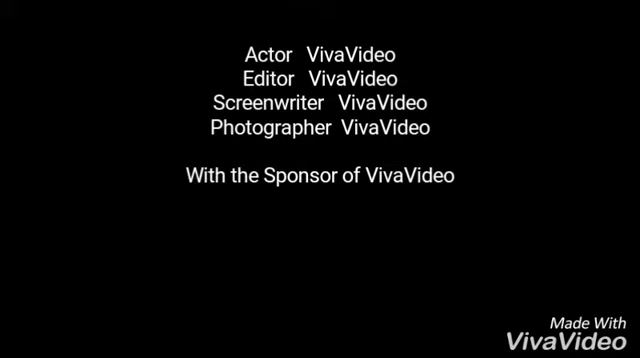 Actor VivaVideo
Editor VivaVideo
Screenwriter VivaVideo
Photographer VivaVideo
With the Sponsor of VivaVideo
Made With
VivaVideo